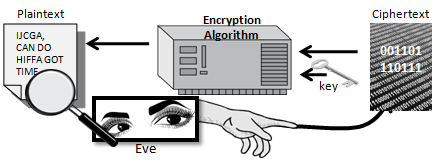 Plaintext
Encryption
Algorithm
Ciphertext
IJCGA,
CAN DO
HIFFA GOT
TIME
001101
110111
key
Eve